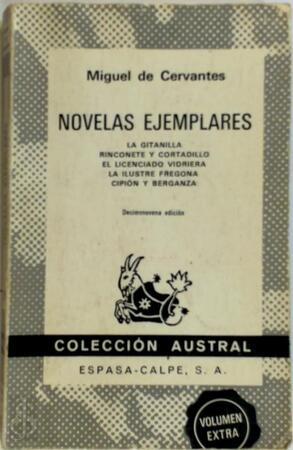 Miguel de Cervantes
NOVELAS EJEMPLARES
LA GITANILLA
RINCONETE Y CORTADILLO
EL LICENCIADO VIDRIERA
LA ILUSTRE FREGONA
CIPIÓN Y BERGANZA
Decimonovena edición
COLECCIÓN AUSTRAL
ESPASA-CALPE, S. A.
VOLUMEN
EXTRA